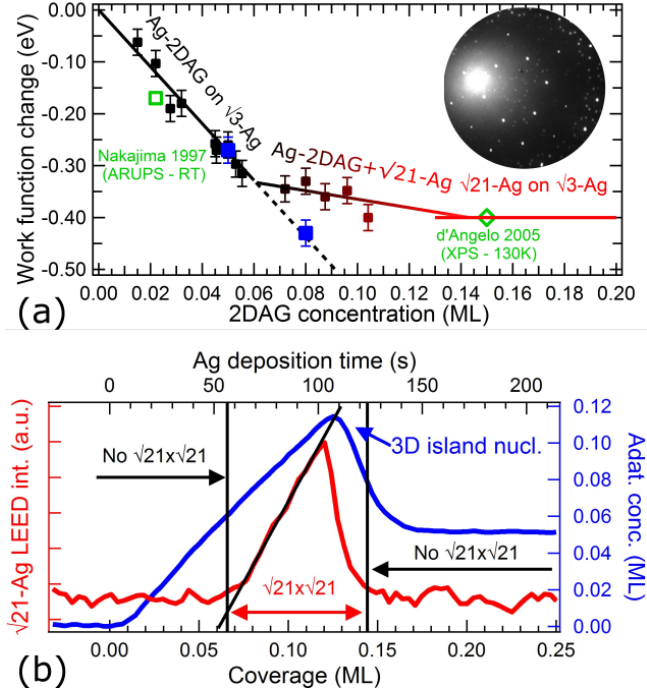 0.00
-0.10
-0.20
-0.30
-0.40
-0.50
Work function change (eV)
Ag-2DAG on √3-Ag
Nakajima 1997
(ARUPS - RT)
Ag-2DAG+√21-Ag
√21-Ag on √3-Ag
d'Angelo 2005
(XPS - 130K)
0.00 0.02 0.04 0.06 0.08 0.10 0.12 0.14 0.16 0.18 0.20
2DAG concentration (ML)
(a)
Ag deposition time (s)
0 50 100 150 200
√21-Ag LEED int. (a.u.)
No √21x√21
3D island nucl.
No √21x√21
√21x√21
0.12
0.10
0.08
0.06
0.04
0.02
0.00
Adat. conc. (ML)
0.00 0.05 0.10 0.15 0.20 0.25
Coverage (ML)
(b)